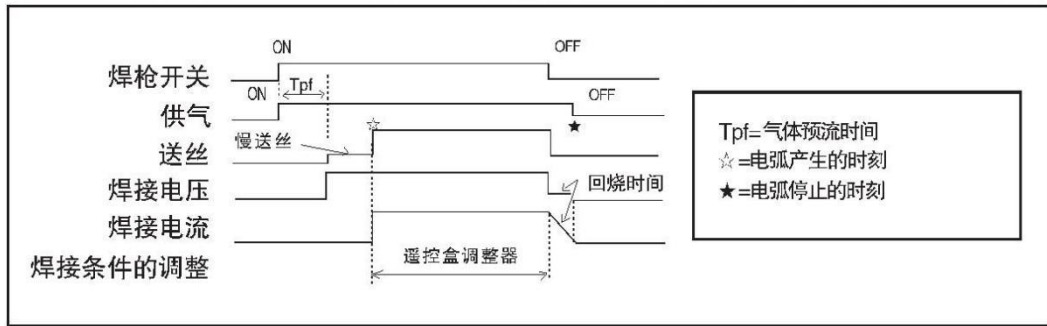 ON
OFF
焊枪开关
Tpf
ON
OFF
供气
慢送丝
☆
★
送丝
焊接电压
回烧时间
焊接电流
遥控盒调整器
焊接条件的调整
Tpf=气体预流时间
☆=电弧产生的时刻
★=电弧停止的时刻